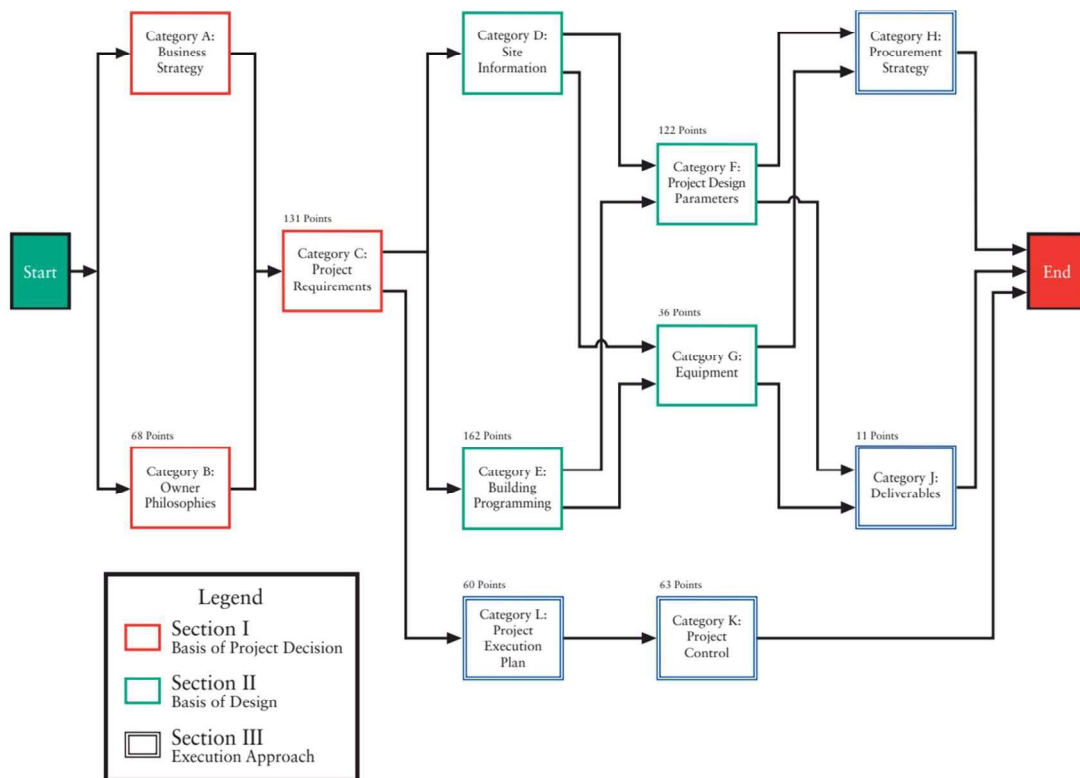 Category A:
Business
Strategy
Category D:
Site
Information
Category H:
Procurement
Strategy
122 Points
Category F:
Project Design
Parameters
131 Points
Start
Category C:
Project
Requirements
End
36 Points
Category G:
Equipment
68 Points
Category B:
Owner
Philosophies
162 Points
Category E:
Building
Programming
11 Points
Category J:
Deliverables
60 Points
Category L:
Project
Execution
Plan
63 Points
Category K:
Project
Control
Legend
Section I
Basis of Project Decision
Section II
Basis of Design
Section III
Execution Approach